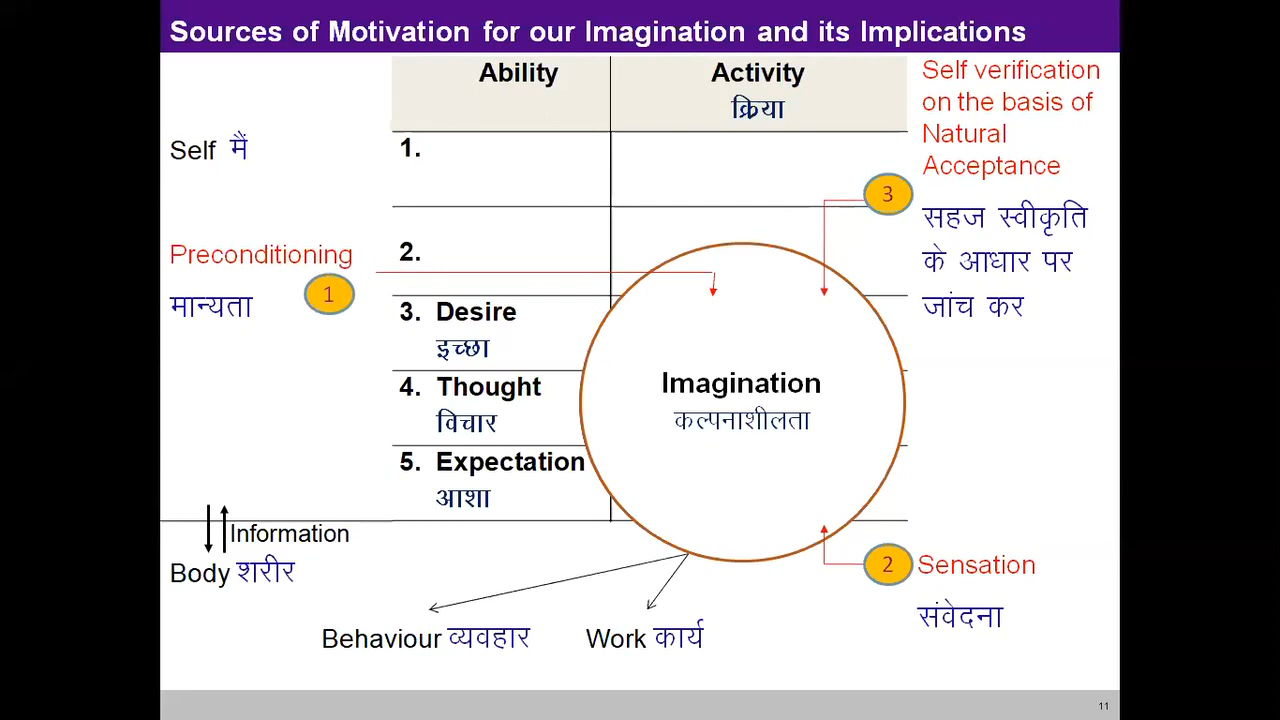 Sources of Motivation for our Imagination and its Implications
Ability
Activity
क्रिया
Self verification
on the basis of
Natural
Acceptance
3
सहज स्वीकृति
के आधार पर
जांच कर
Self मैं
1.
Preconditioning
मान्यता
1
2.
3. Desire
इच्छा
4. Thought
विचार
5. Expectation
आशा
Imagination
कल्पनाशीलता
Information
Body शरीर
2
Sensation
संवेदना
Behaviour व्यवहार
Work कार्य
11